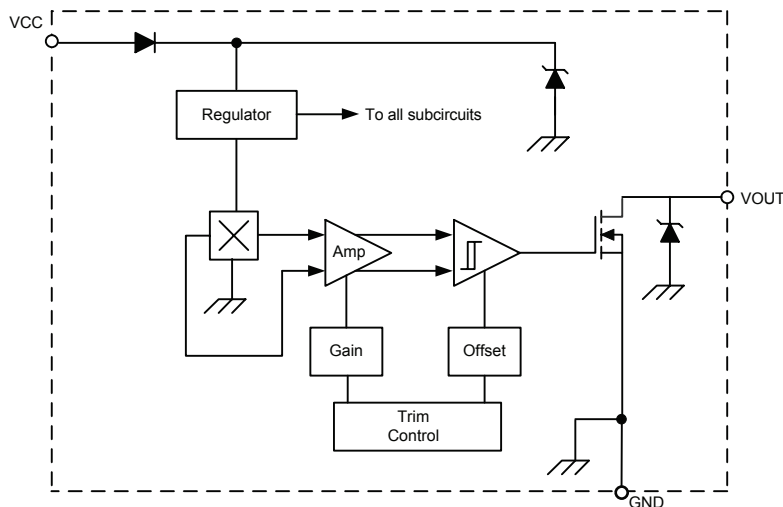 VCC
Regulator
To all subcircuits
VOUT
Amp
Gain
Offset
Trim
Control
GND